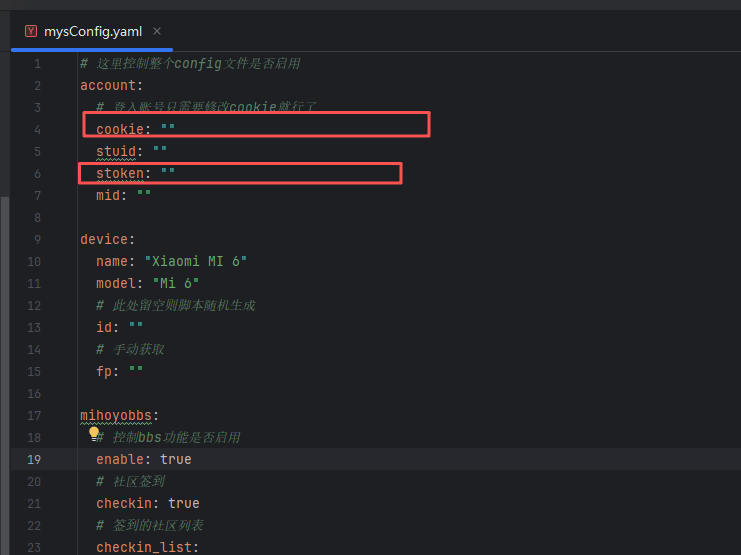 mysConfig.yaml
1 # 这里控制整个config文件是否启用
2 account:
3 # 登入账号只需要修改cookie就行了
4 cookie: ""
5 stuid: ""
6 stoken: ""
7 mid: ""
8
9 device:
10 name: "Xiaomi MI 6"
11 model: "Mi 6"
12 # 此处留空则脚本随机生成
13 id: ""
14 # 手动获取
15 fp: ""
16
17 mihoyobbs:
18 # 控制bbs功能是否启用
19 enable: true
20 # 社区签到
21 checkin: true
22 # 签到的社区列表
23 checkin_list: